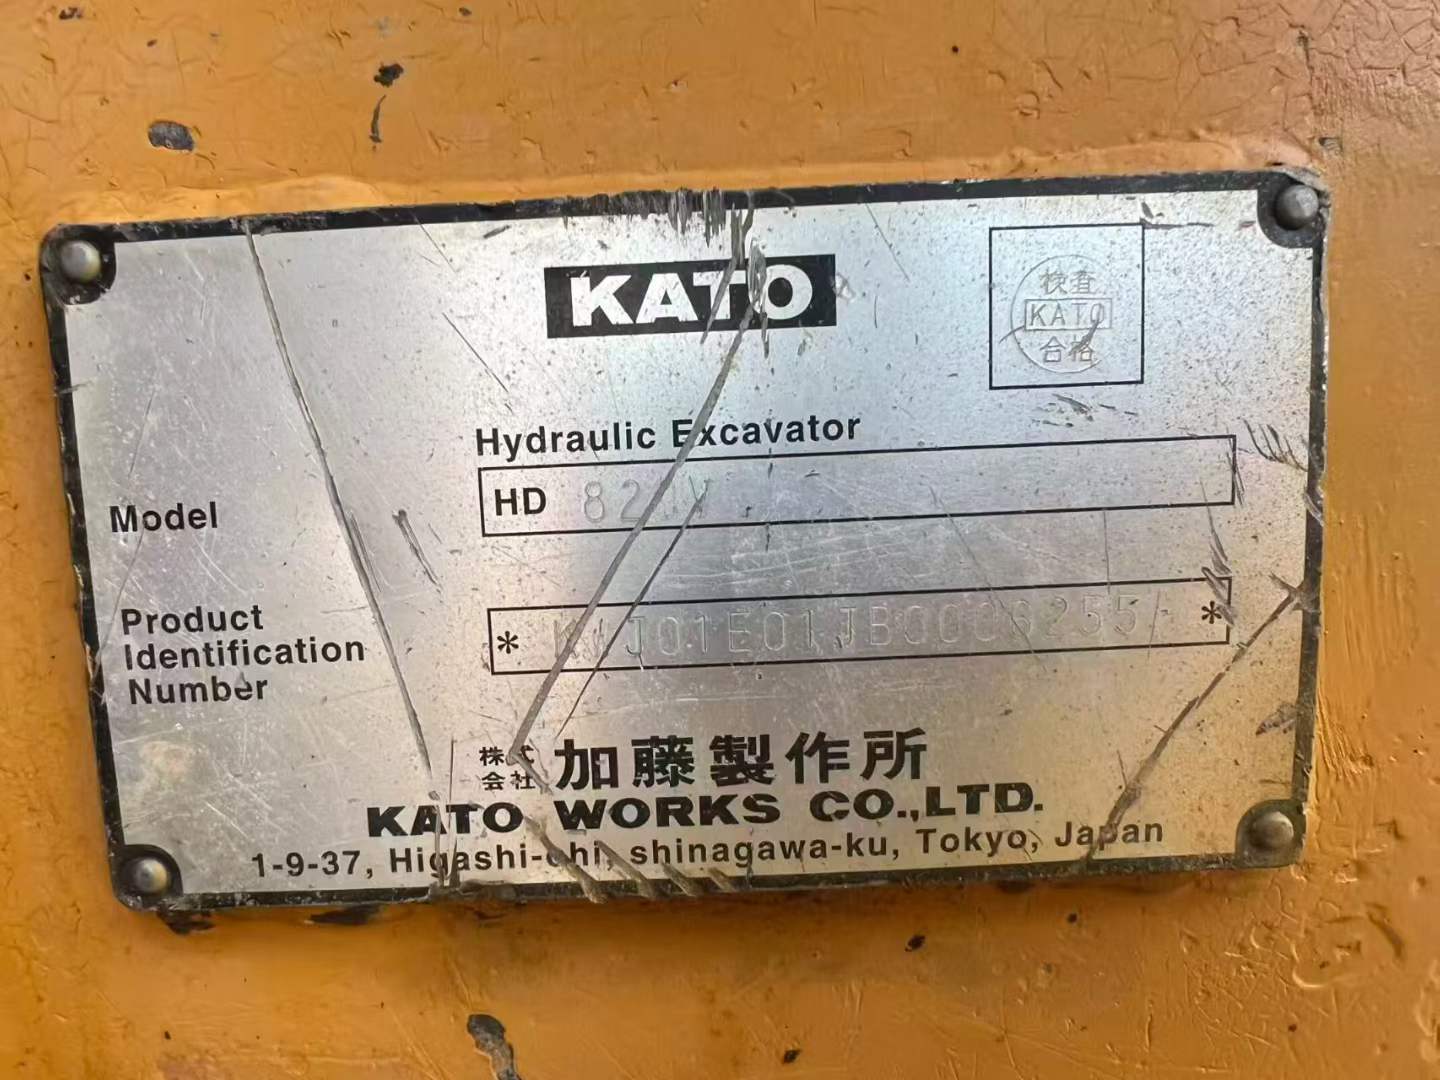 KATO
検査
KATO
合格
Hydraulic Excavator
Model HD
Product
Identification
Number
* *
株式会社 加藤製作所
KATO WORKS CO.,LTD.
1-9-37, Higashi-ohi, shinagawa-ku, Tokyo, Japan